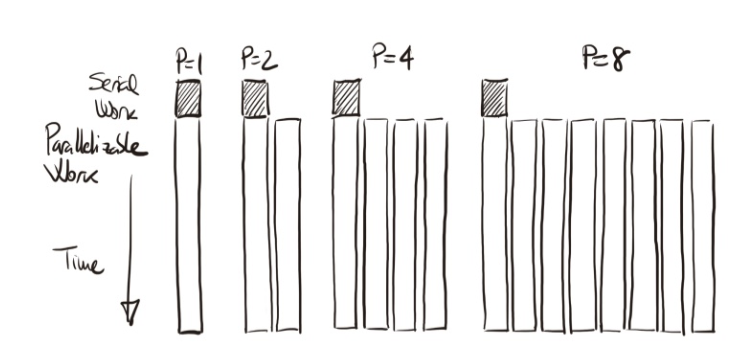 P=1 P=2 P=4 P=8
Serial
Work
Parallelizable
Work
Time